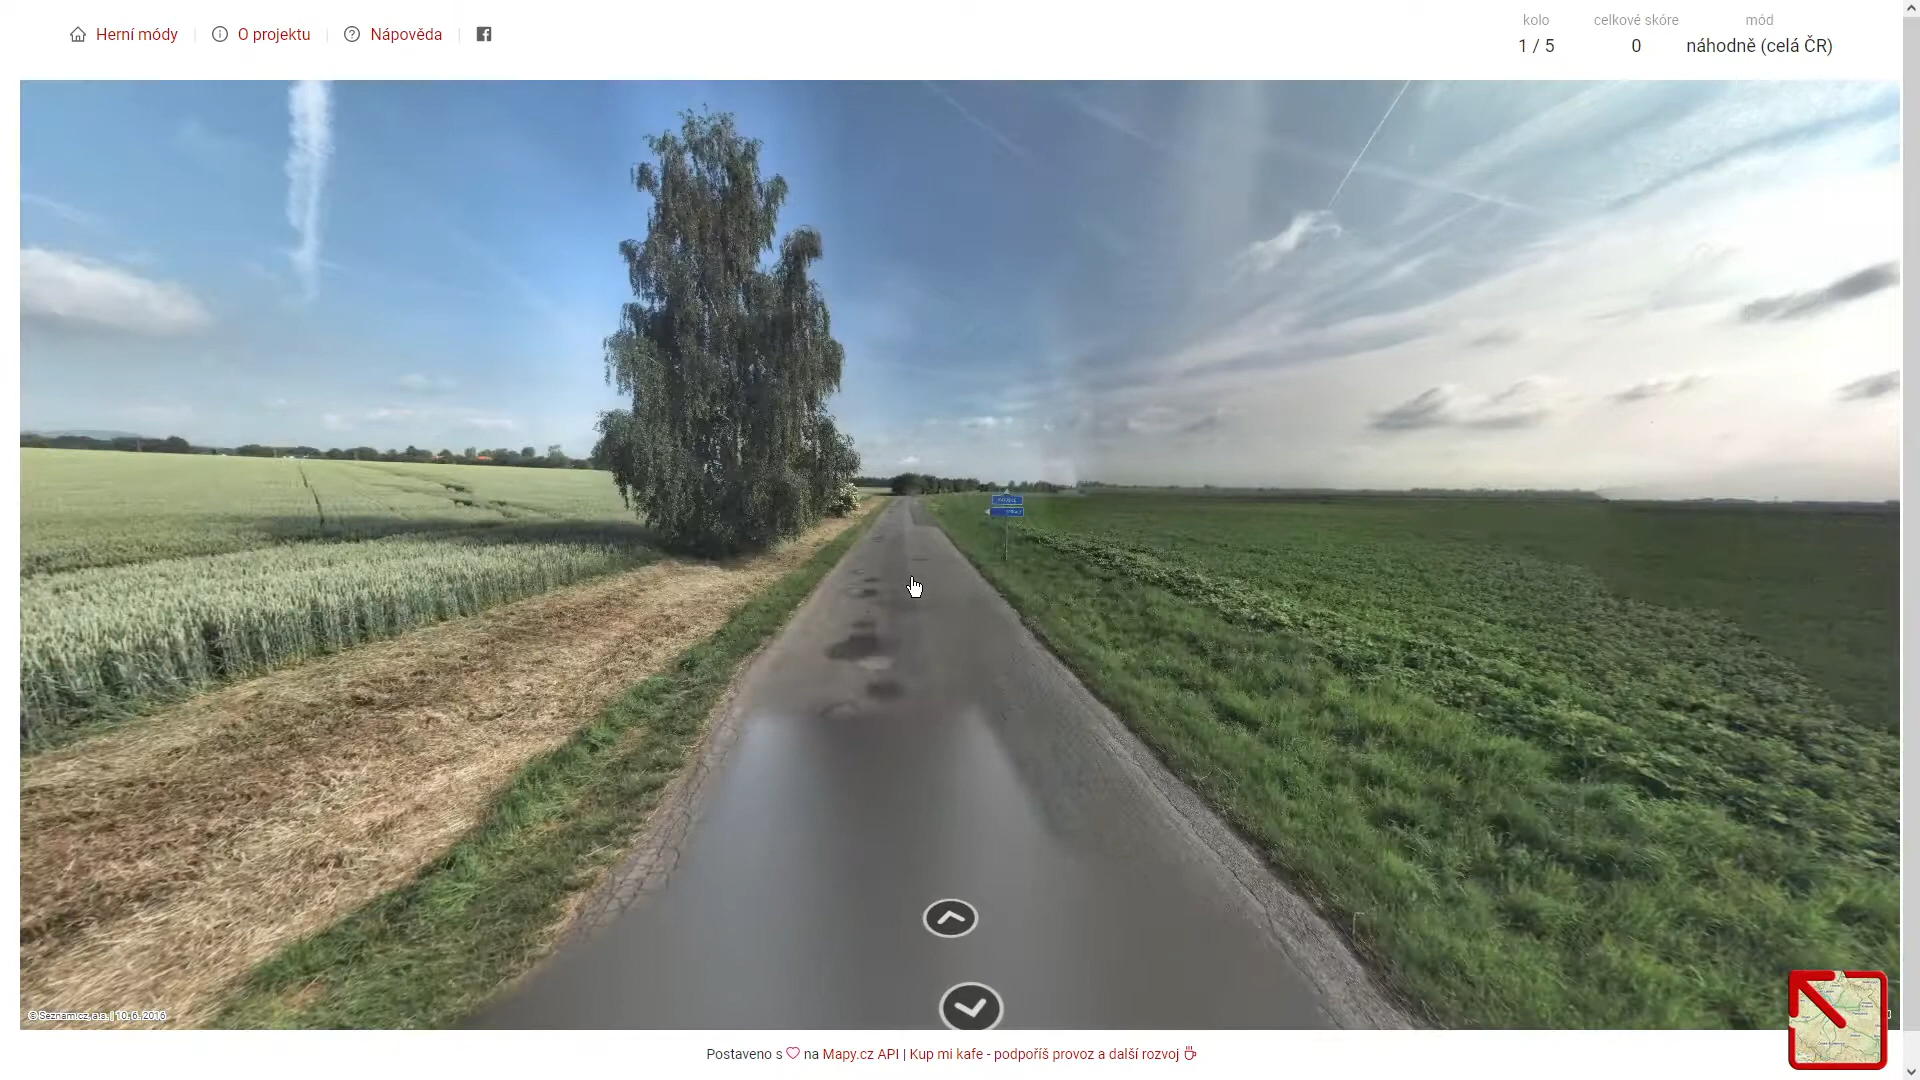 Herní módy
O projektu
Nápověda
kolo
1 / 5
celkové skóre
0
mód
náhodně (celá ČR)
© Seznam.cz, a.s. | 10. 6. 2016
Postaveno s na Mapy.cz API | Kup mi kafe - podpoříš provoz a další rozvoj